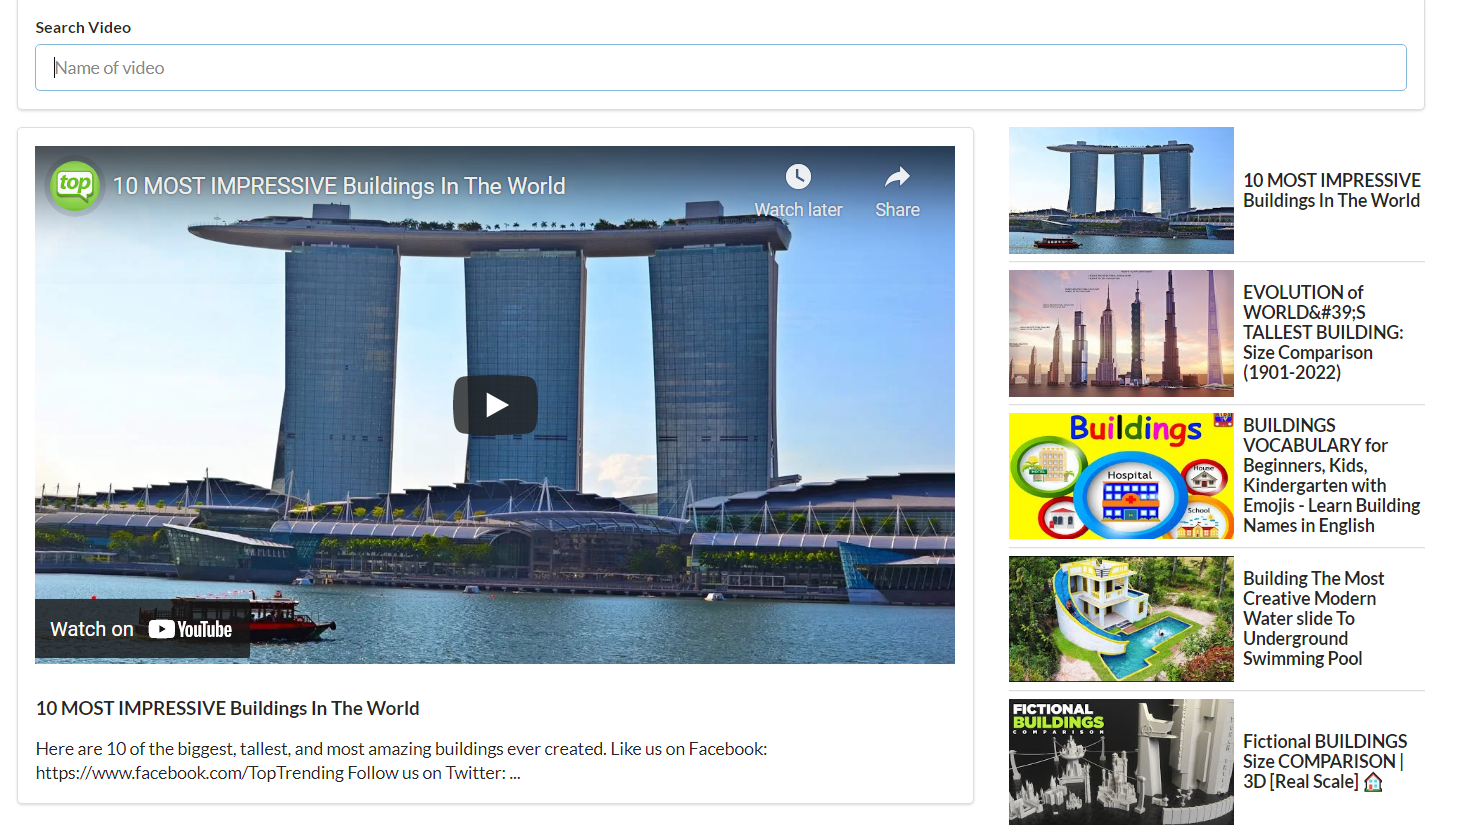 Search Video
Name of video
top
10 MOST IMPRESSIVE Buildings In The World
Watch later
Share
Watch on YouTube
10 MOST IMPRESSIVE Buildings In The World
Here are 10 of the biggest, tallest, and most amazing buildings ever created. Like us on Facebook:
https://www.facebook.com/TopTrending Follow us on Twitter: ...
10 MOST IMPRESSIVE
Buildings In The World
EVOLUTION of
WORLD&#39;S
TALLEST BUILDING:
Size Comparison
(1901-2022)
Buildings
Hospital
House
School
HOTEL
BUILDINGS
VOCABULARY for
Beginners, Kids,
Kindergarten with
Emojis - Learn Building
Names in English
Building The Most
Creative Modern
Water slide To
Underground
Swimming Pool
FICTIONAL
BUILDINGS
COMPARISON
Fictional BUILDINGS
Size COMPARISON |
3D [Real Scale] 🏠